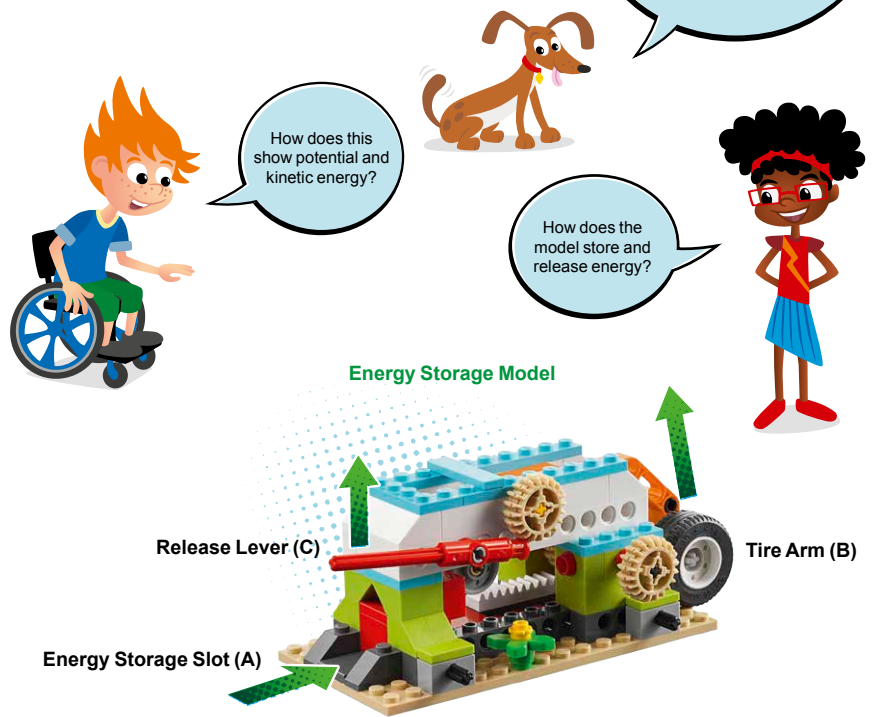 How does this
show potential and
kinetic energy?
How does the
model store and
release energy?
Energy Storage Model
Release Lever (C)
Tire Arm (B)
Energy Storage Slot (A)